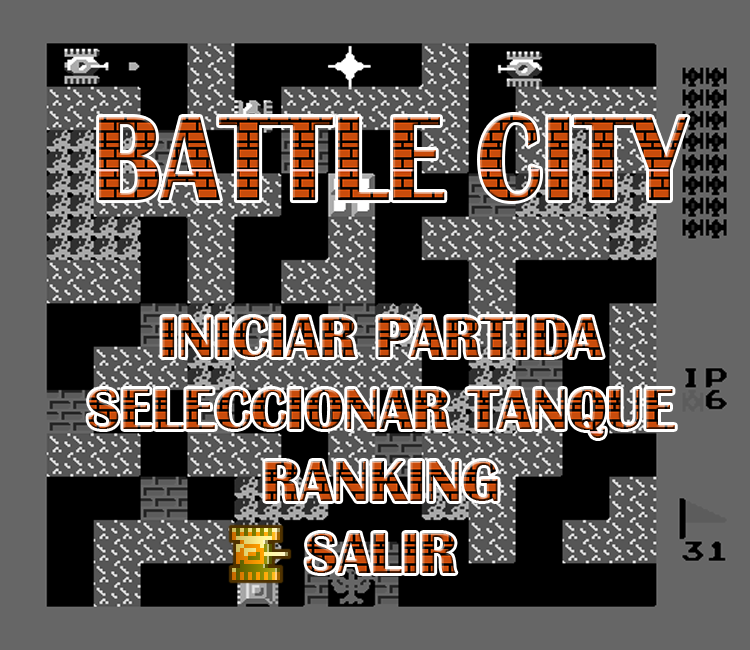 BATTLE CITY
INICIAR PARTIDA
IP
SELECCIONAR TANQUE
6
RANKING
SALIR
31